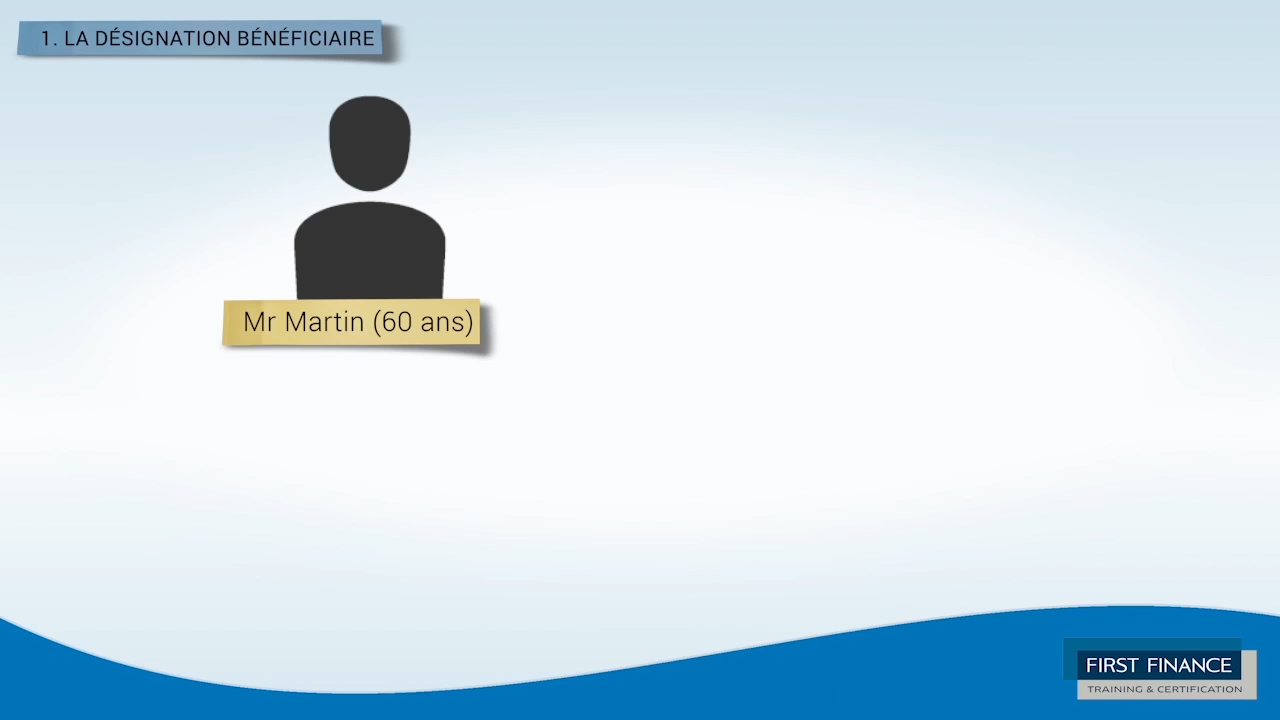 1. LA DÉSIGNATION BÉNÉFICIAIRE
Mr Martin (60 ans)
FIRST FINANCE
TRAINING & CERTIFICATION